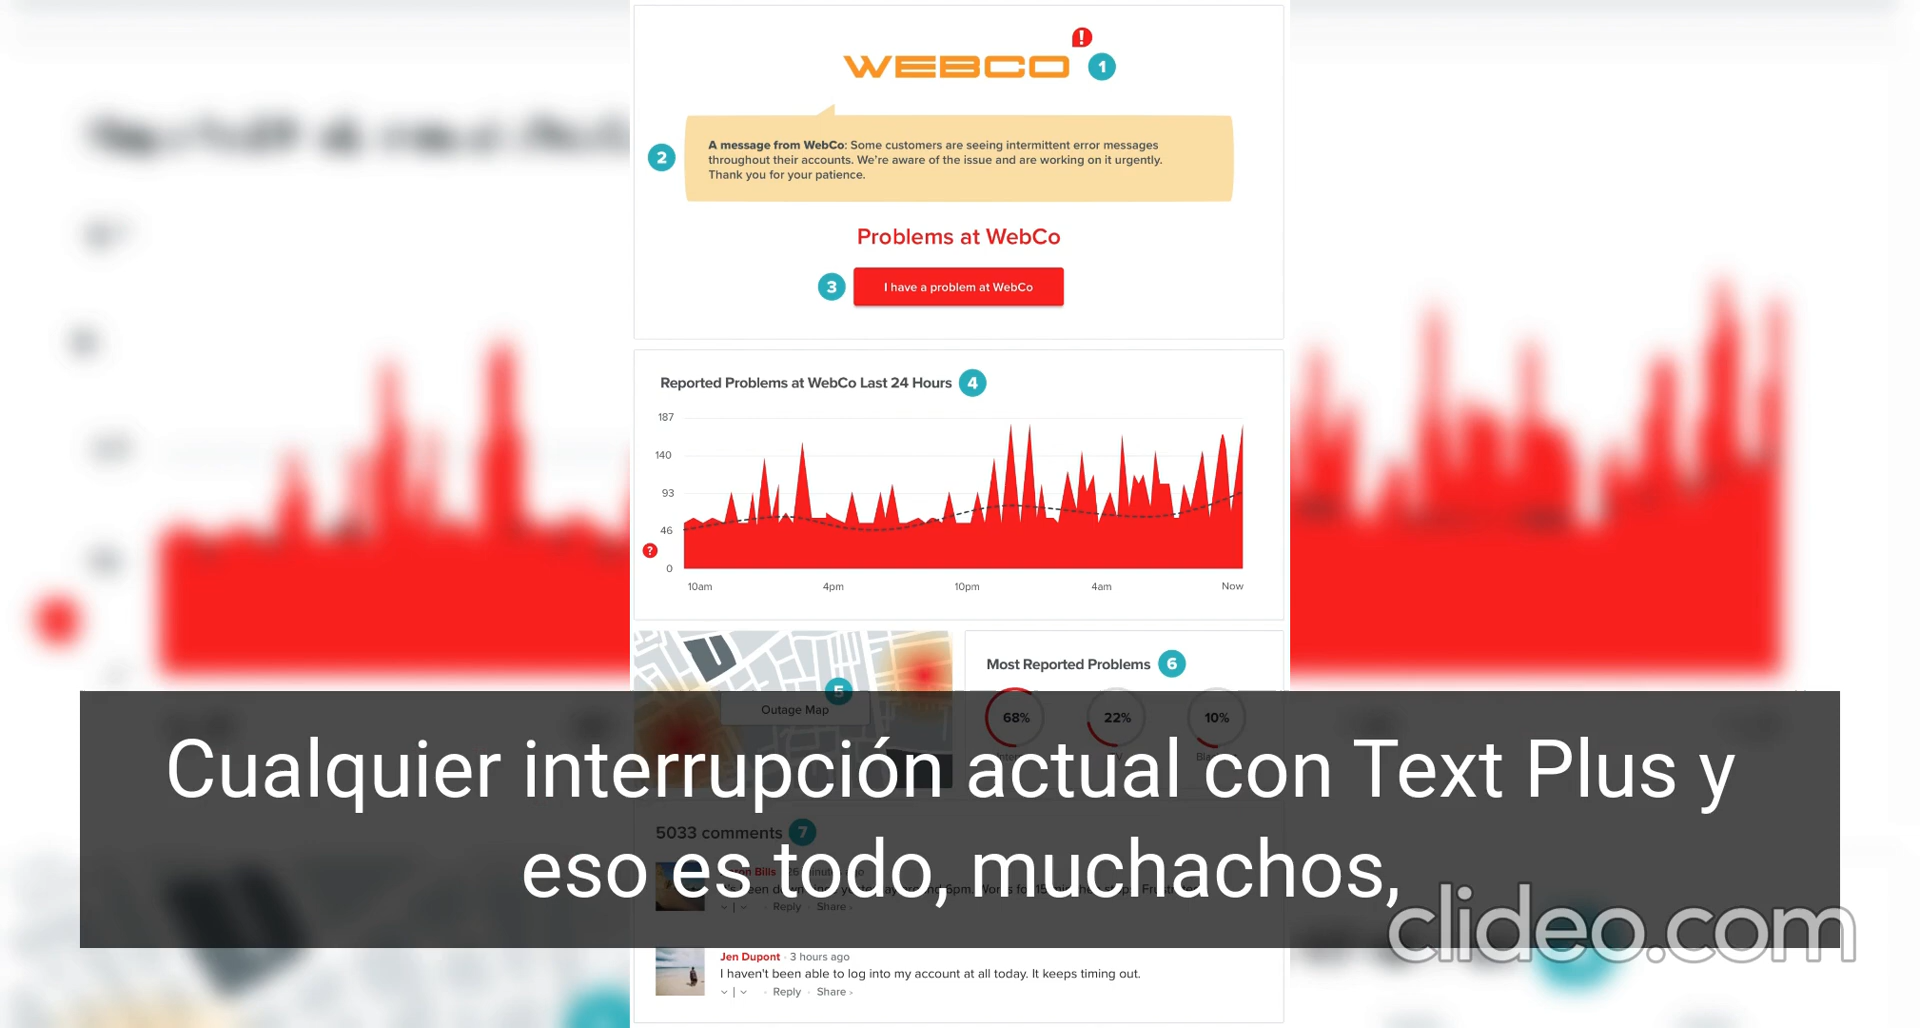 WEBCO
!
1
2
A message from WebCo: Some customers are seeing intermittent error messages
throughout their accounts. We're aware of the issue and are working on it urgently.
Thank you for your patience.
Problems at WebCo
3
I have a problem at WebCo
Reported Problems at WebCo Last 24 Hours 4
187
140
93
46
?
0
10am 4pm 10pm 4am Now
5
Outage Map
Most Reported Problems 6
68% 22% 10%
Cualquier interrupción actual con Text Plus y
eso es todo, muchachos,
5033 comments 7
Reply · Share ›
clideo.com
Jen Dupont · 3 hours ago
I haven't been able to log into my account at all today. It keeps timing out.
Reply · Share ›